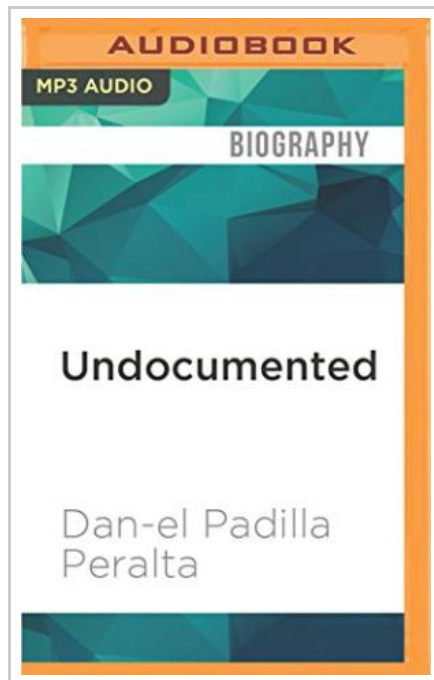 AUDIOBOOK
MP3 AUDIO
BIOGRAPHY
Undocumented
Dan-el Padilla
Peralta